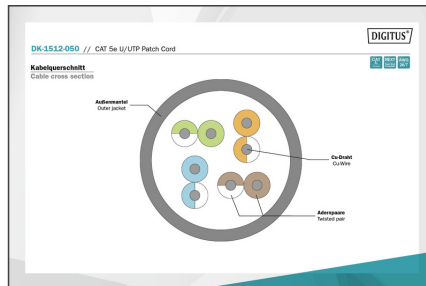 DIGITUS®
DK-1512-050 // CAT 5e U/UTP Patch Cord
Kabelquerschnitt
Cable cross section
Außenmantel
Outer jacket
Cu-Draht
Cu-Wire
Aderpaare
Twisted pair